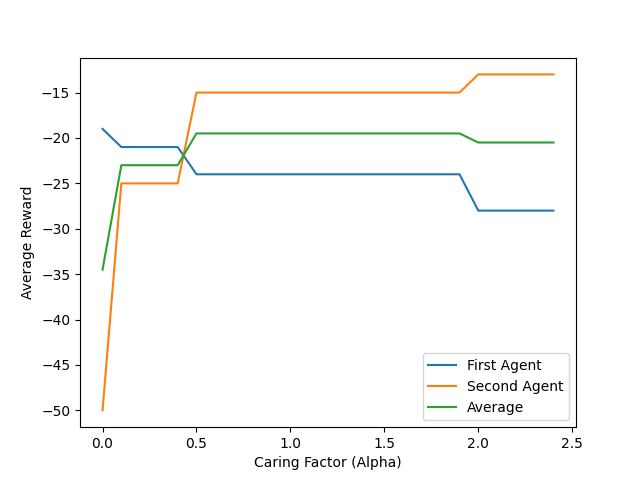 −15
−20
−25
−30
−35
−40
−45
−50
Average Reward
0.0
0.5
1.0
1.5
2.0
2.5
Caring Factor (Alpha)
First Agent
Second Agent
Average